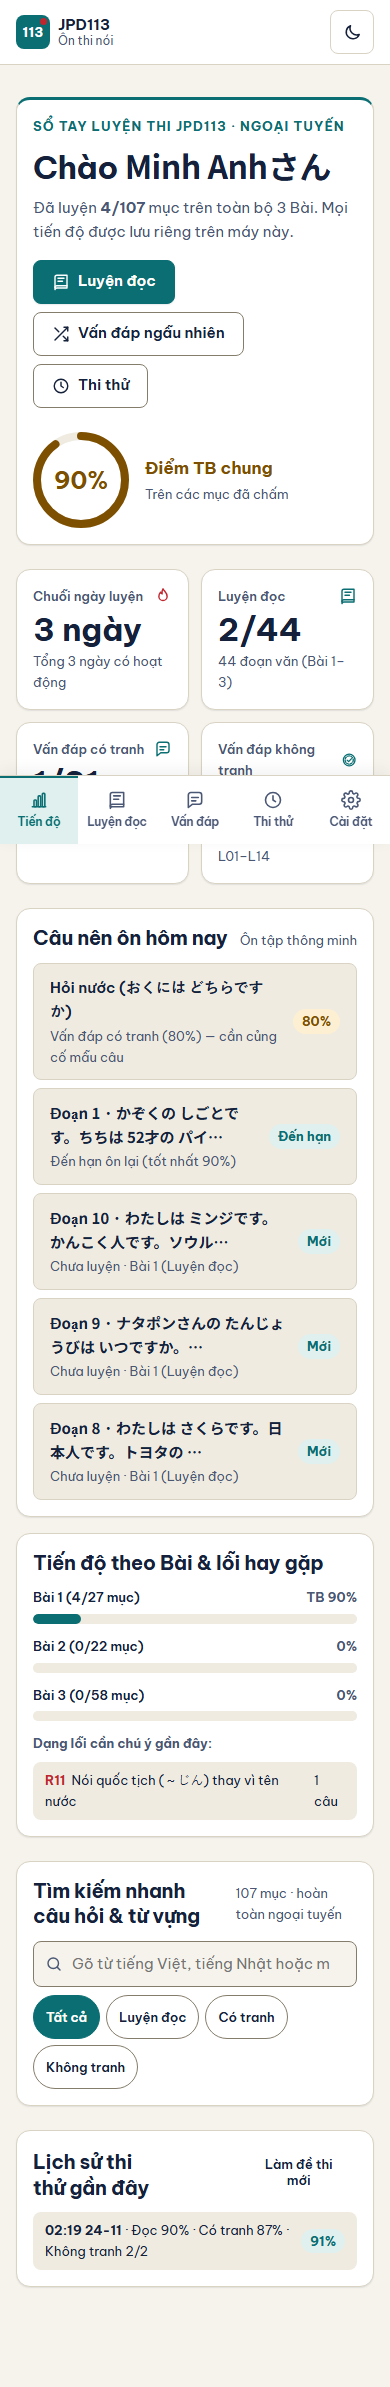 113
JPD113
Ôn thi nói
SỔ TAY LUYỆN THI JPD113 · NGOẠI TUYẾN
Chào Minh Anhさん
Đã luyện 4/107 mục trên toàn bộ 3 Bài. Mọi
tiến độ được lưu riêng trên máy này.
Luyện đọc
Vấn đáp ngẫu nhiên
Thi thử
90%
Điểm TB chung
Trên các mục đã chấm
Chuỗi ngày luyện
3 ngày
Tổng 3 ngày có hoạt
động
Luyện đọc
2/44
44 đoạn văn (Bài 1–
3)
Vấn đáp có tranh
Vấn đáp không
tranh
Tiến độ
Luyện đọc
Vấn đáp
Thi thử
Cài đặt
L01–L14
Câu nên ôn hôm nay
Ôn tập thông minh
Hỏi nước (おくには どちらです
か)
Vấn đáp có tranh (80%) — cần củng
cố mẫu câu
80%
Đoạn 1 · かぞくの しごとで
す。ちちは 52才の パイ…
Đến hạn ôn lại (tốt nhất 90%)
Đến hạn
Đoạn 10 · わたしは ミンジです。
かんこく人です。ソウル…
Chưa luyện · Bài 1 (Luyện đọc)
Mới
Đoạn 9 · ナタポンさんの たんじょ
うびは いつですか。…
Chưa luyện · Bài 1 (Luyện đọc)
Mới
Đoạn 8 · わたしは さくらです。日
本人です。トヨタの …
Chưa luyện · Bài 1 (Luyện đọc)
Mới
Tiến độ theo Bài & lỗi hay gặp
Bài 1 (4/27 mục)
TB 90%
Bài 2 (0/22 mục)
0%
Bài 3 (0/58 mục)
0%
Dạng lỗi cần chú ý gần đây:
R11 Nói quốc tịch (～じん) thay vì tên
nước
1
câu
Tìm kiếm nhanh
câu hỏi & từ vựng
107 mục · hoàn
toàn ngoại tuyến
Gõ từ tiếng Việt, tiếng Nhật hoặc m
Tất cả
Luyện đọc
Có tranh
Không tranh
Lịch sử thi
thử gần đây
Làm đề thi
mới
02:19 24-11 · Đọc 90% · Có tranh 87% ·
Không tranh 2/2
91%